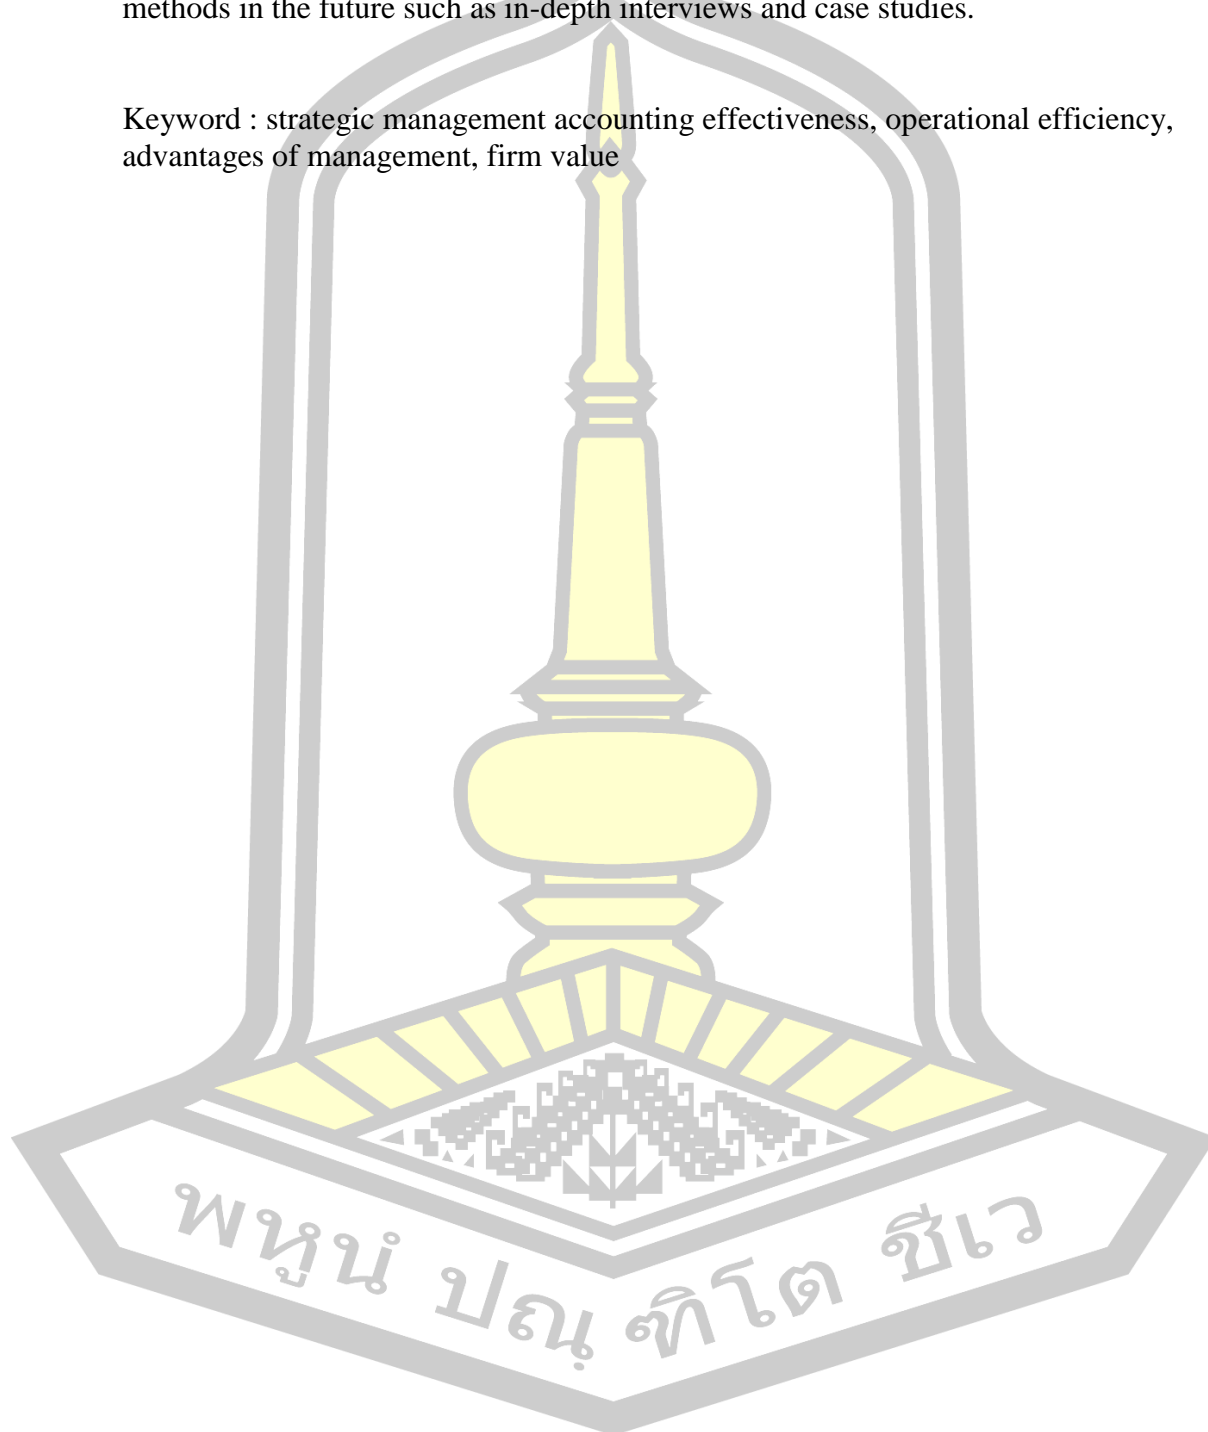 methods in the future such as in-depth interviews and case studies.
Keyword : strategic management accounting effectiveness, operational efficiency,
advantages of management, firm value
พหูนํ ปณฺฑิโต ชีเว